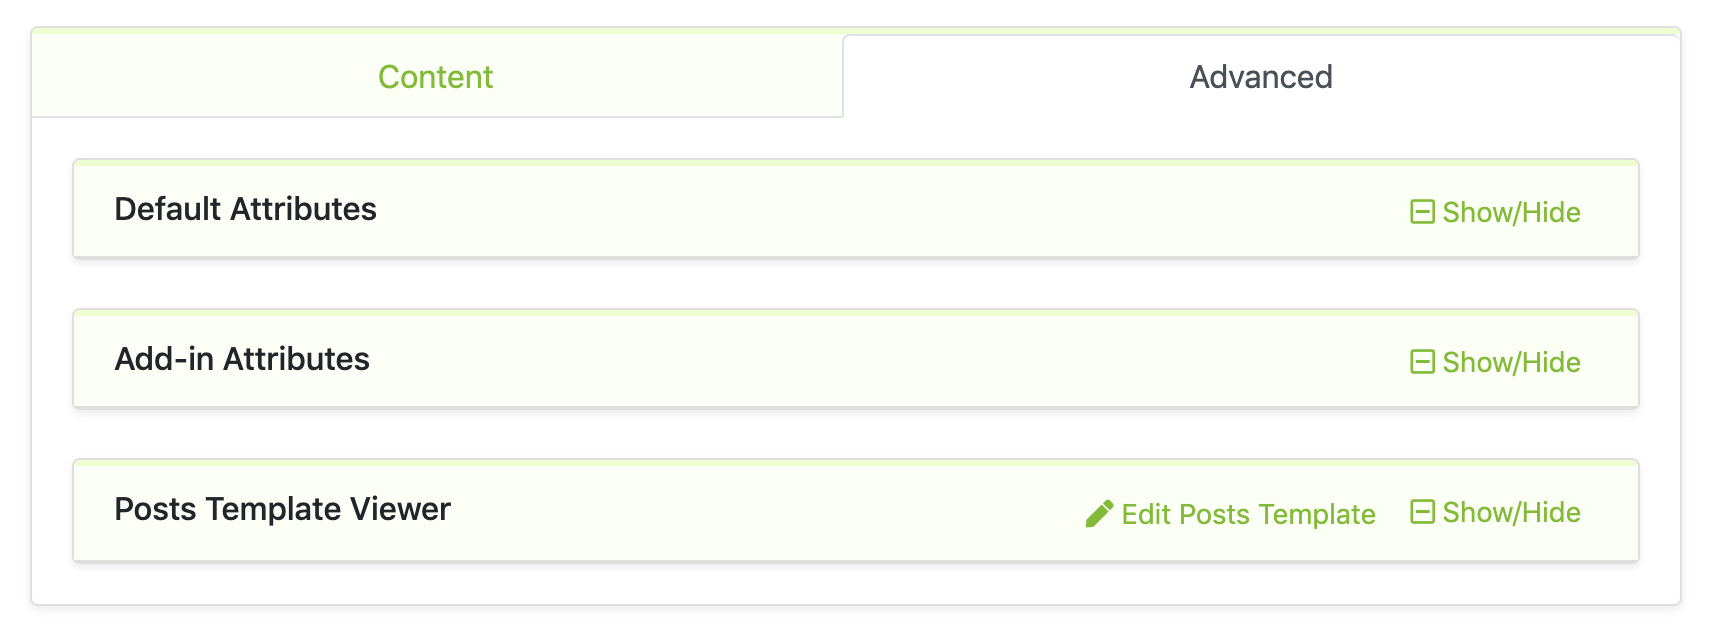 Content Advanced
Default Attributes Show/Hide
Add-in Attributes Show/Hide
Posts Template Viewer Edit Posts Template Show/Hide